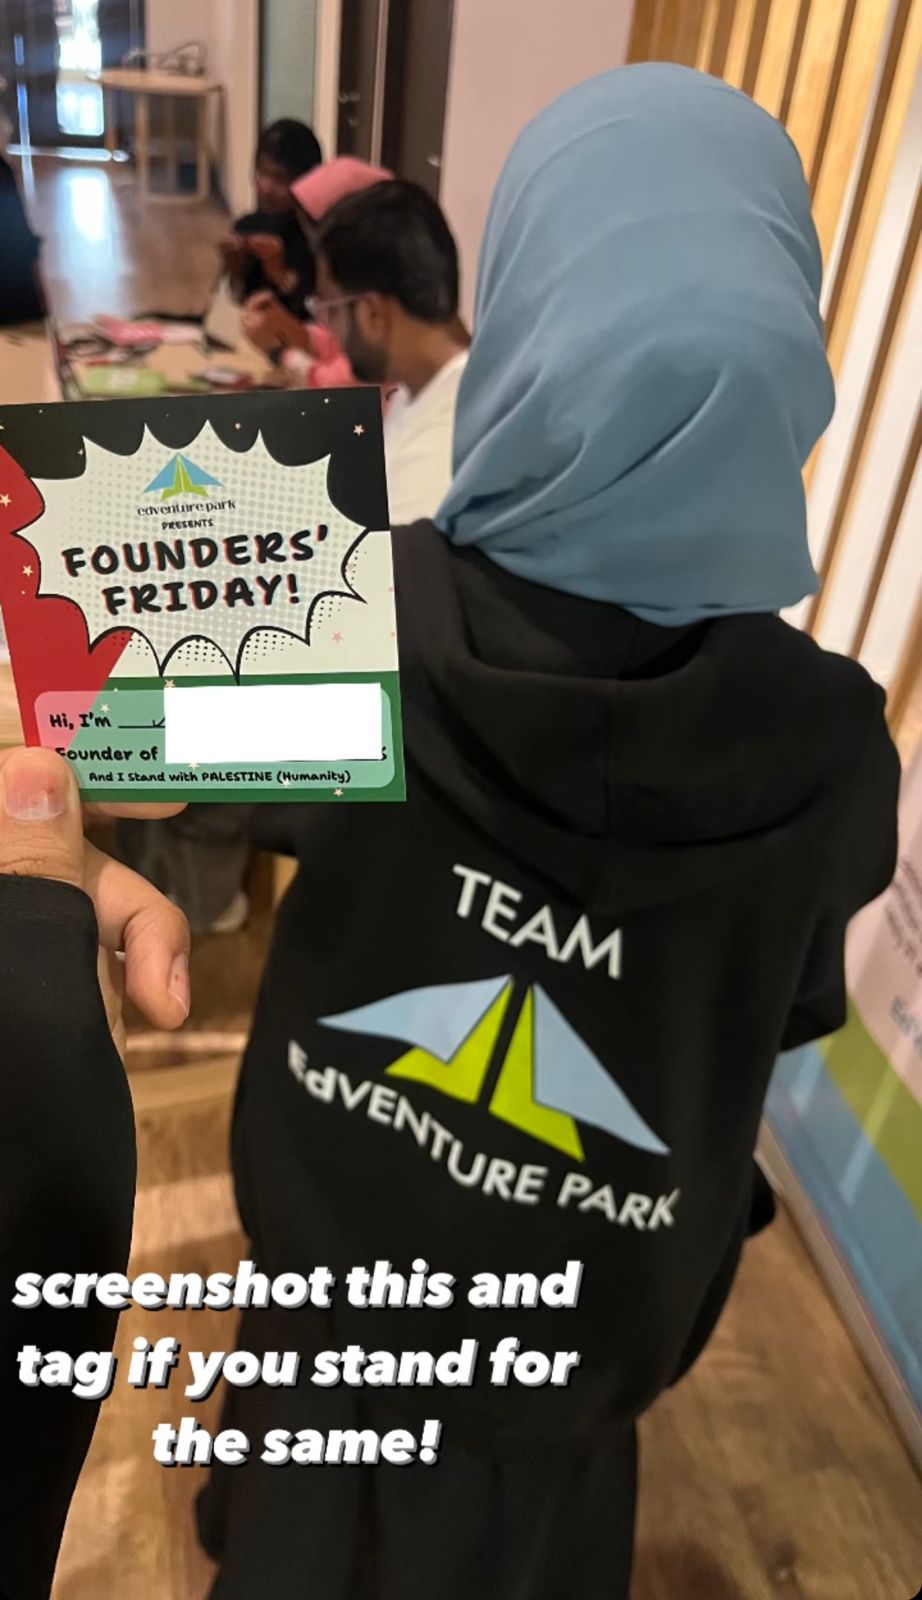 edventure park
PRESENTS
FOUNDERS'
FRIDAY!
Hi, I'm
Founder of
And I Stand with PALESTINE (Humanity)
TEAM
EdVENTURE PARK
screenshot this and
tag if you stand for
the same!